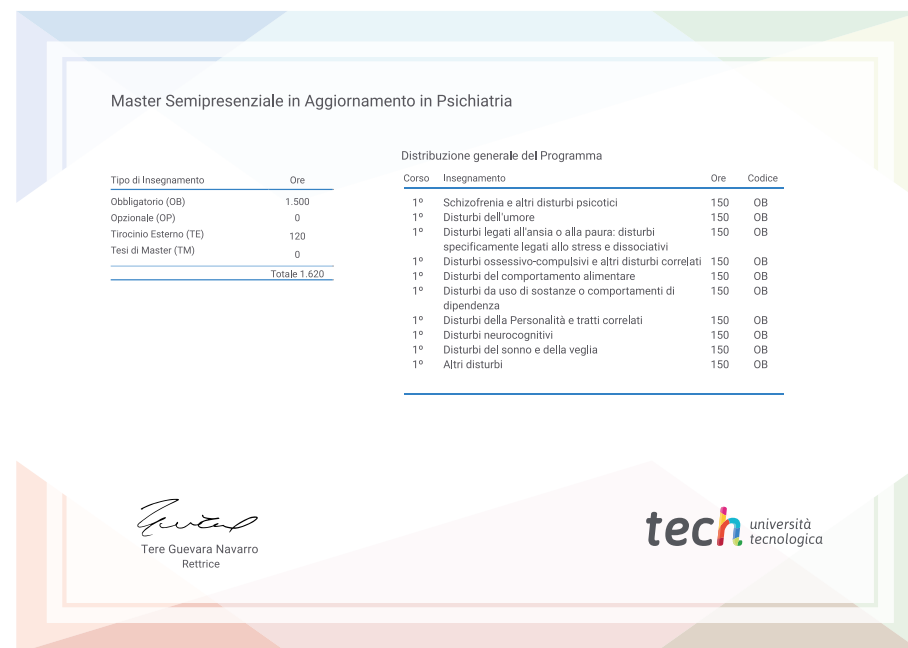 Master Semipresenziale in Aggiornamento in Psichiatria
Tipo di Insegnamento Ore
Obbligatorio (OB) 1.500
Opzionale (OP) 0
Tirocinio Esterno (TE) 120
Tesi di Master (TM) 0
Totale 1.620
Distribuzione generale del Programma
Corso Insegnamento Ore Codice
1º Schizofrenia e altri disturbi psicotici 150 OB
1º Disturbi dell'umore 150 OB
1º Disturbi legati all'ansia o alla paura: disturbi 150 OB
specificamente legati allo stress e dissociativi
1º Disturbi ossessivo-compulsivi e altri disturbi correlati 150 OB
1º Disturbi del comportamento alimentare 150 OB
1º Disturbi da uso di sostanze o comportamenti di 150 OB
dipendenza
1º Disturbi della Personalità e tratti correlati 150 OB
1º Disturbi neurocognitivi 150 OB
1º Disturbi del sonno e della veglia 150 OB
1º Altri disturbi 150 OB
Tere Guevara Navarro
Rettrice
tech università
tecnologica